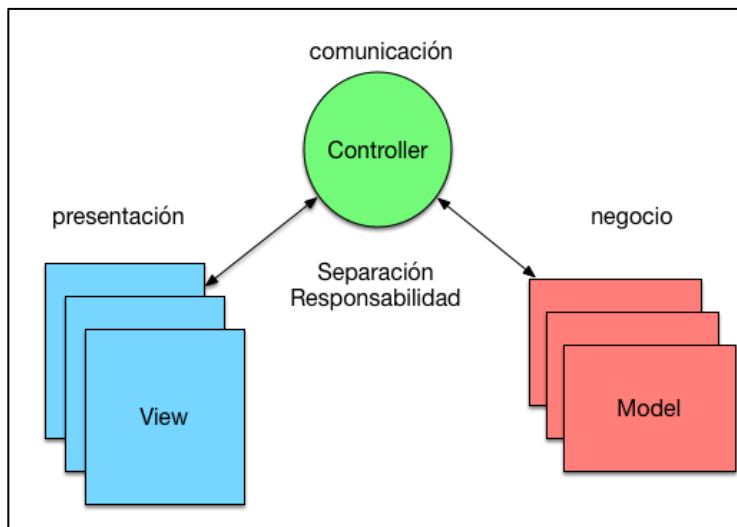 comunicación
Controller
presentación
negocio
Separación
Responsabilidad
View
Model